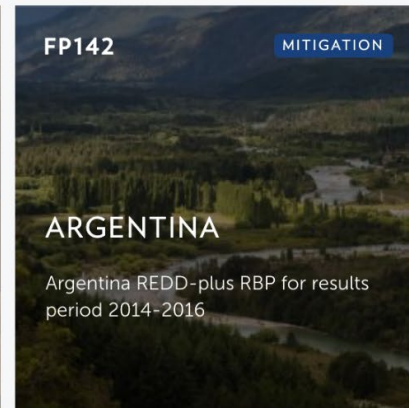 FP142
MITIGATION
ARGENTINA
Argentina REDD-plus RBP for results
period 2014-2016